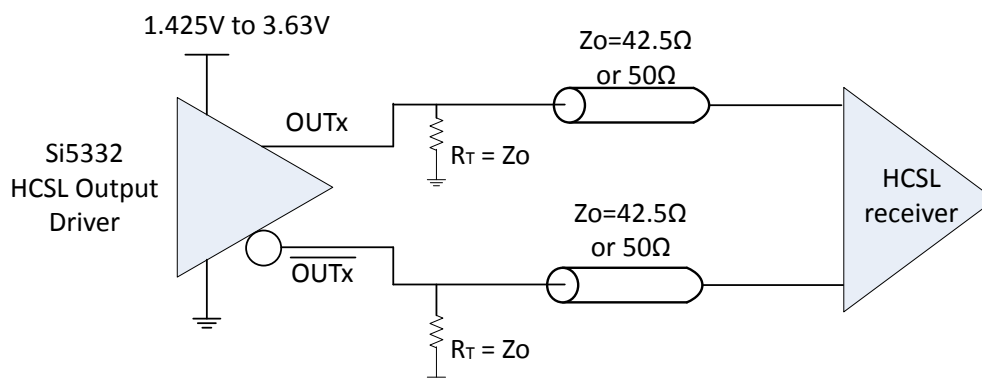 1.425V to 3.63V
Si5332
HCSL Output
Driver
OUTx
OUTx
RT = Zo
RT = Zo
Zo=42.5Ω
or 50Ω
Zo=42.5Ω
or 50Ω
HCSL
receiver